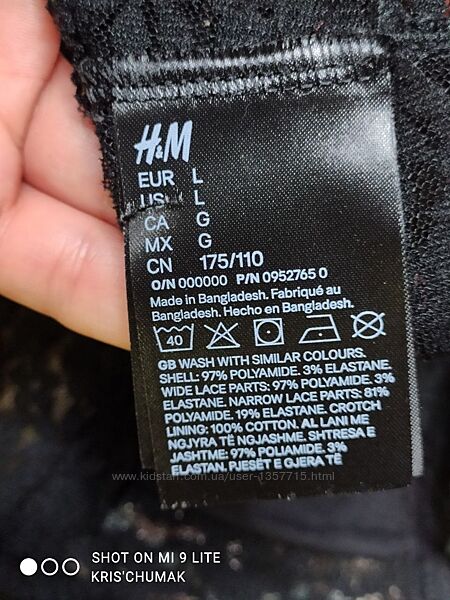 H&M
EUR L
US L
CA G
MX G
CN 175/110
O/N 000000 P/N 0952765 0
Made in Bangladesh. Fabriqué au
Bangladesh. Hecho en Bangladesh.
40
GB WASH WITH SIMILAR COLOURS.
SHELL: 97% POLYAMIDE. 3% ELASTANE.
WIDE LACE PARTS: 97% POLYAMIDE. 3%
ELASTANE. NARROW LACE PARTS: 81%
POLYAMIDE. 19% ELASTANE. CROTCH
LINING: 100% COTTON. AL LANI ME
NGJYRA TË NGJASHME. SHTRESA E
JASHTME: 97% POLIAMIDE. 3%
ELASTAN. PJESËT E GJERA TË
www.kidstaff.com.ua/user-1357715.html
SHOT ON MI 9 LITE
KRIS'CHUMAK